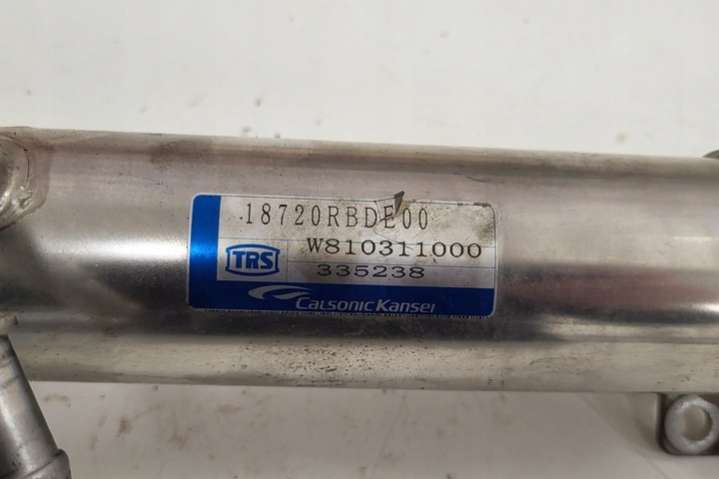 18720RBDE00
W810311000
TRS
335238
CalsonicKansei